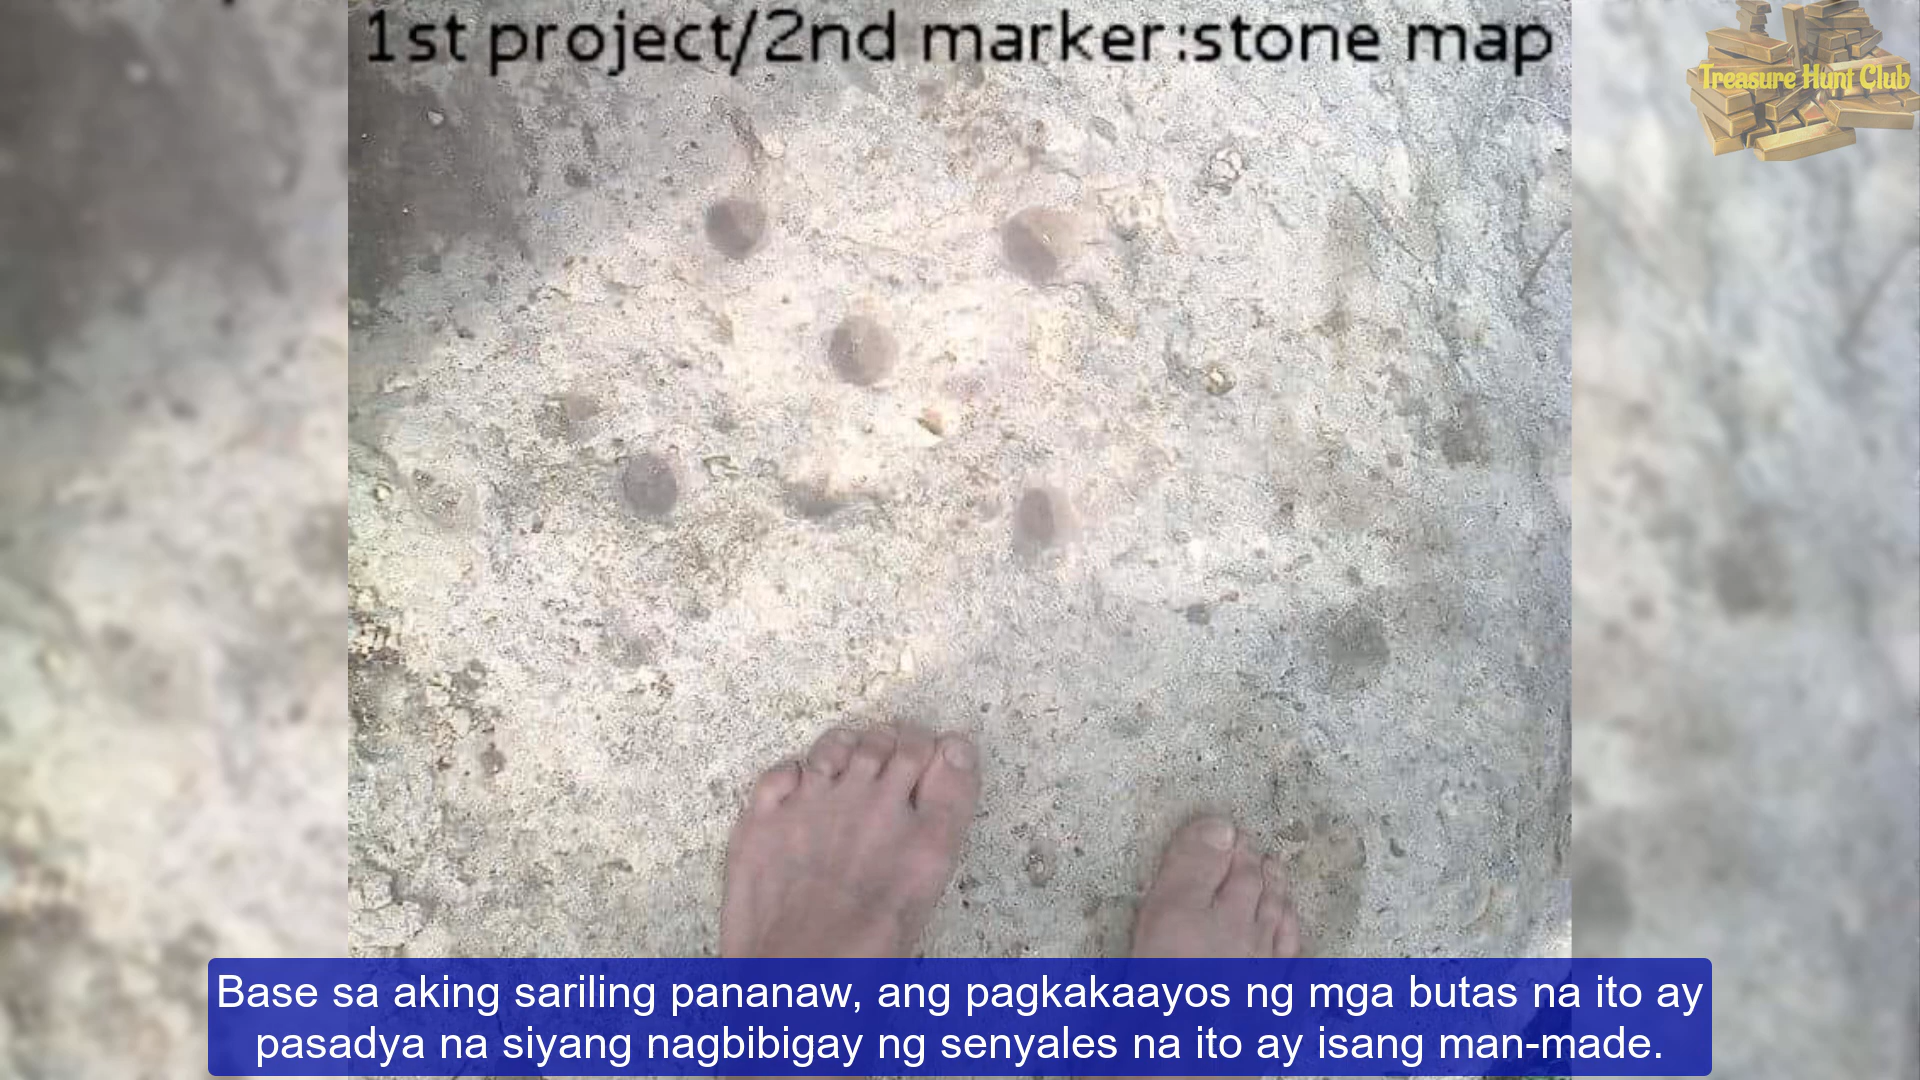 1st project/2nd marker:stone map
Treasure Hunt Club
Base sa aking sariling pananaw, ang pagkakaayos ng mga butas na ito ay
pasadya na siyang nagbibigay ng senyales na ito ay isang man-made.